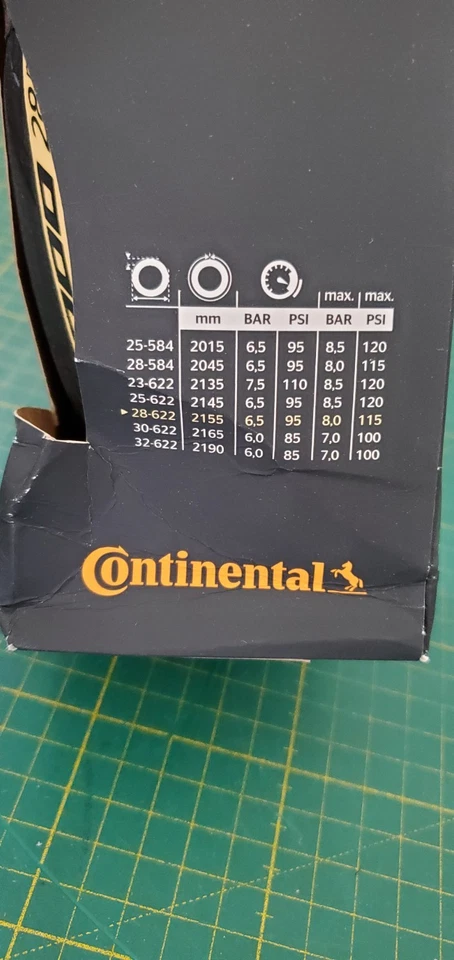 max. max.
mm BAR PSI BAR PSI
25-584 2015 6,5 95 8,5 120
28-584 2045 6,5 95 8,0 115
23-622 2135 7,5 110 8,5 120
25-622 2145 6,5 95 8,5 120
▸28-622 2155 6,5 95 8,0 115
30-622 2165 6,0 85 7,0 100
32-622 2190 6,0 85 7,0 100
Continental